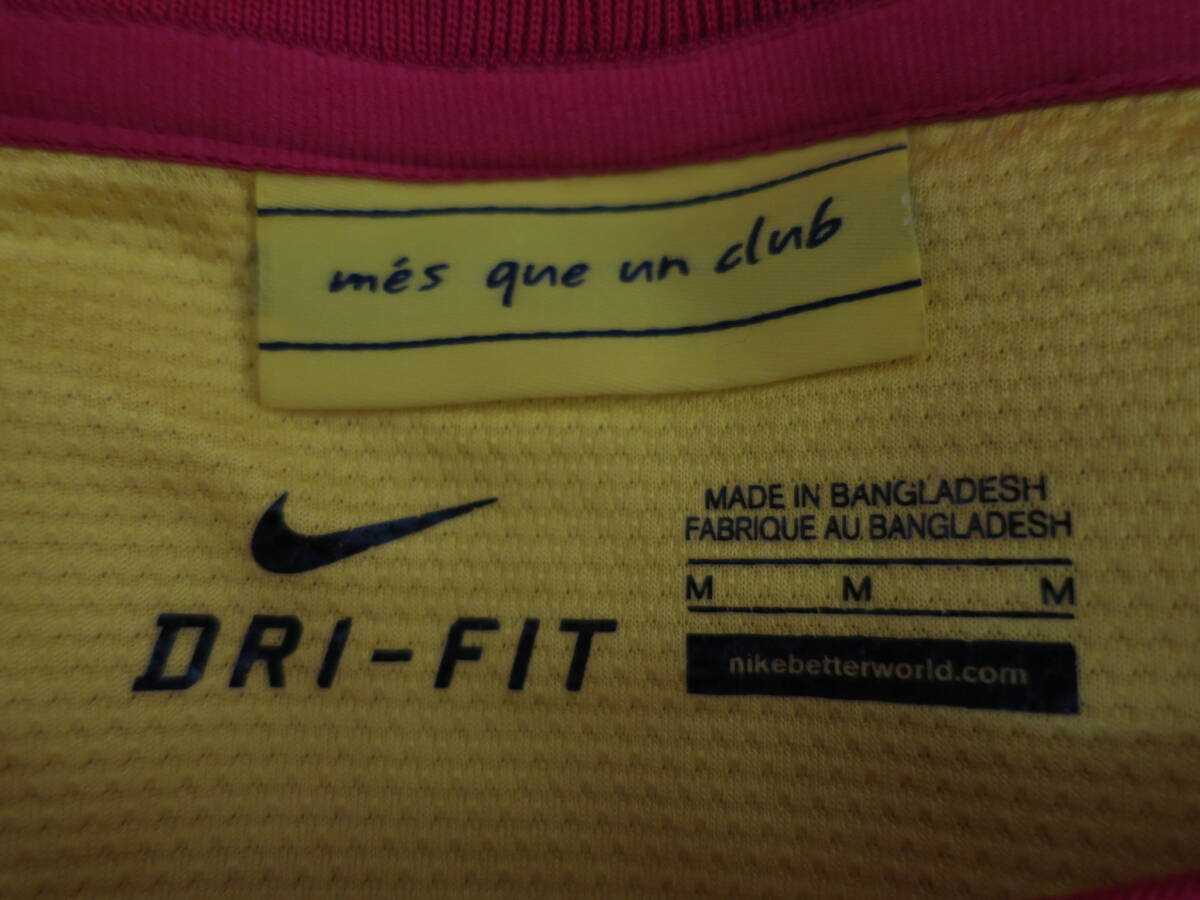 més que un club
DRI-FIT
MADE IN BANGLADESH
FABRIQUE AU BANGLADESH
M M M
nikebetterworld.com